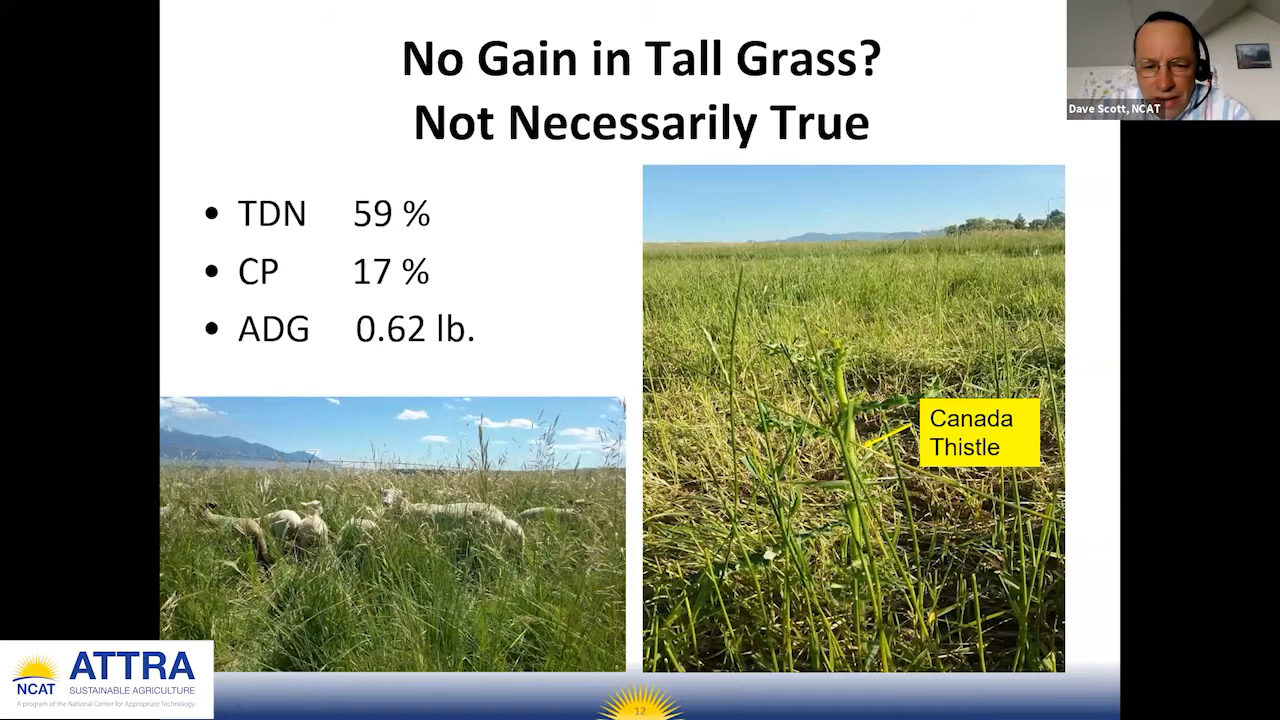 No Gain in Tall Grass?
Not Necessarily True
Dave Scott, NCAT
• TDN 59 %
• CP 17 %
• ADG 0.62 lb.
Canada
Thistle
NCAT
ATTRA
SUSTAINABLE AGRICULTURE
A program of the National Center for Appropriate Technology
12